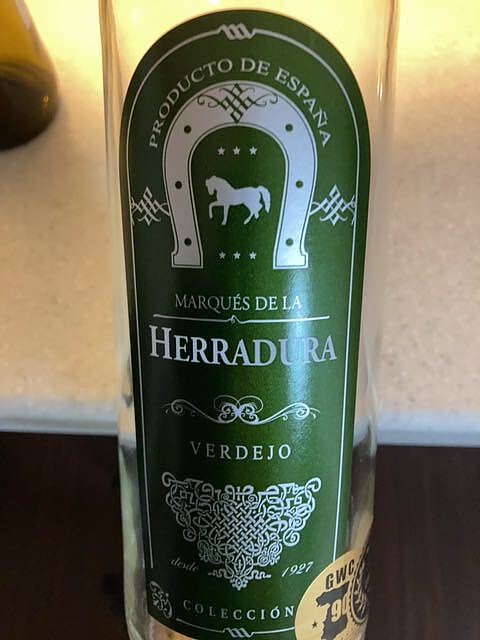 PRODUCTO DE ESPAÑA
MARQUÉS DE LA
HERRADURA
VERDEJO
desde 1927
COLECCIÓN
GWC